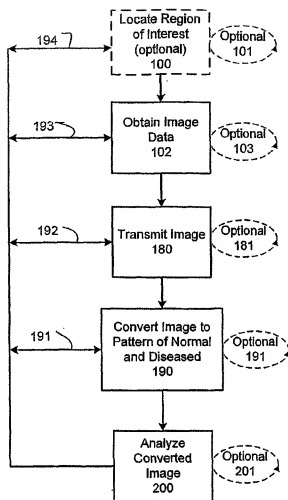 194
Locate Region
of Interest
(optional)
100
Optional
101
193
Obtain Image
Data
102
Optional
103
192
Transmit Image
180
Optional
181
191
Convert Image to
Pattern of Normal
and Diseased
190
Optional
191
Analyze
Converted
Image
200
Optional
201